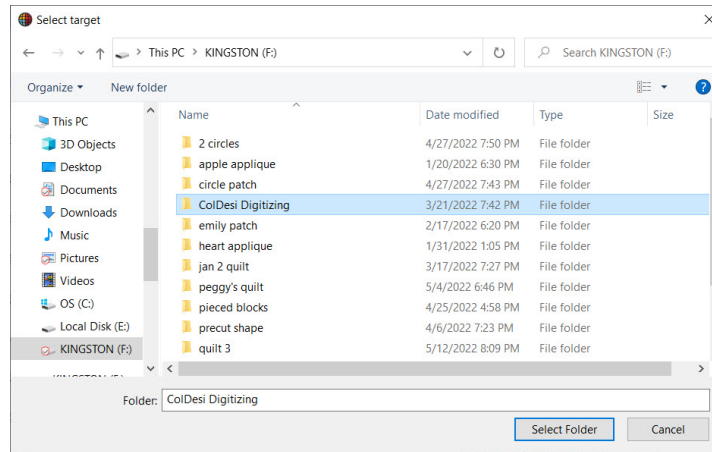 Select target
This PC > KINGSTON (F:)
Search KINGSTON (F:)
Organize
New folder
?
This PC
3D Objects
Desktop
Documents
Downloads
Music
Pictures
Videos
OS (C:)
Local Disk (E:)
KINGSTON (F:)
Name Date modified Type Size
2 circles 4/27/2022 7:50 PM File folder
apple applique 1/20/2022 6:30 PM File folder
circle patch 4/27/2022 7:43 PM File folder
ColDesi Digitizing 3/21/2022 7:42 PM File folder
emily patch 2/17/2022 6:20 PM File folder
heart applique 1/31/2022 1:05 PM File folder
jan 2 quilt 3/17/2022 7:27 PM File folder
peggy's quilt 5/4/2022 6:46 PM File folder
pieced blocks 4/25/2022 4:58 PM File folder
precut shape 4/6/2022 7:23 PM File folder
quilt 3 5/12/2022 8:09 PM File folder
Folder: ColDesi Digitizing
Select Folder
Cancel